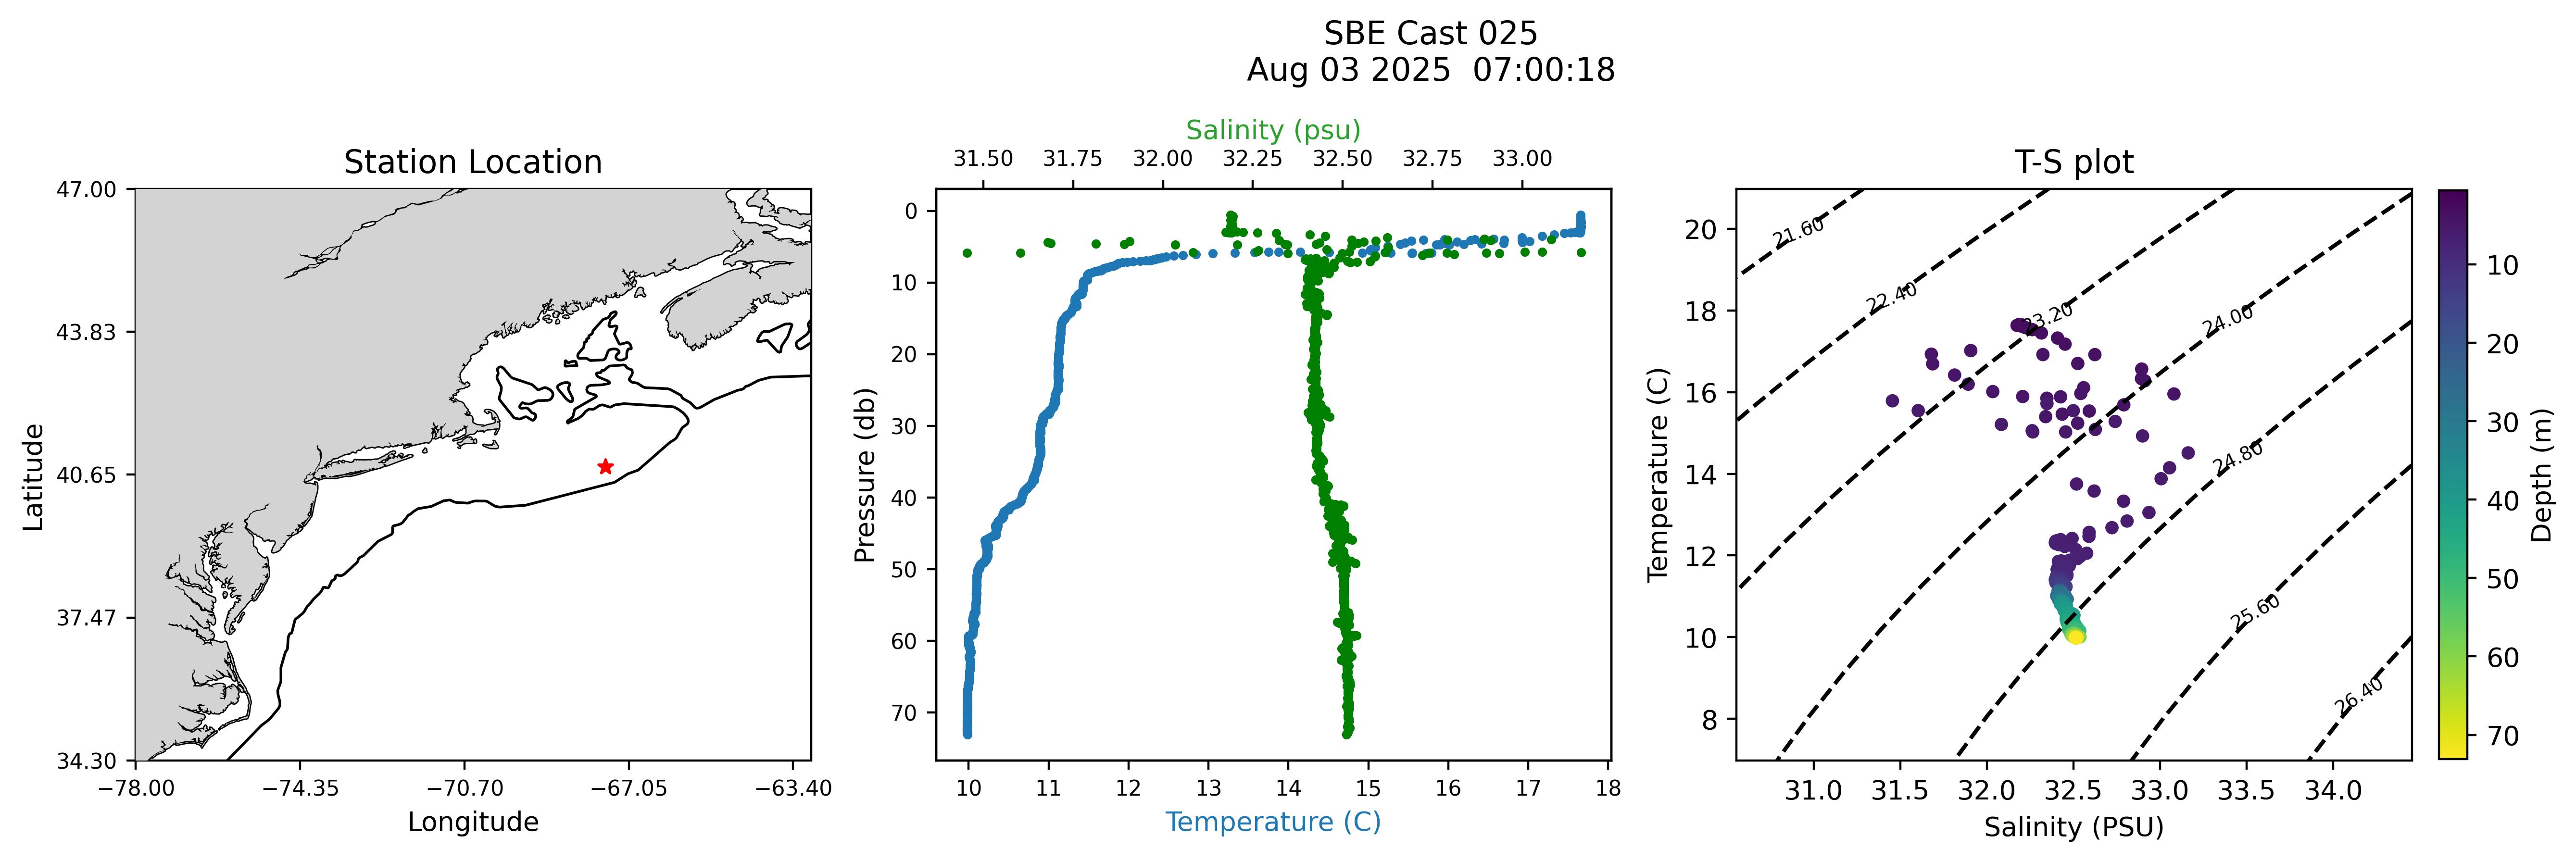 SBE Cast 025
Aug 03 2025  07:00:18
Station Location
47.00
43.83
40.65
37.47
34.30
Latitude
−78.00 −74.35 −70.70 −67.05 −63.40
Longitude
Salinity (psu)
31.50 31.75 32.00 32.25 32.50 32.75 33.00
0
10
20
30
40
50
60
70
Pressure (db)
10 11 12 13 14 15 16 17 18
Temperature (C)
T-S plot
20
18
16
14
12
10
8
Temperature (C)
21.60
22.40
23.20
24.00
24.80
25.60
26.40
31.0 31.5 32.0 32.5 33.0 33.5 34.0
Salinity (PSU)
10
20
30
40
50
60
70
Depth (m)